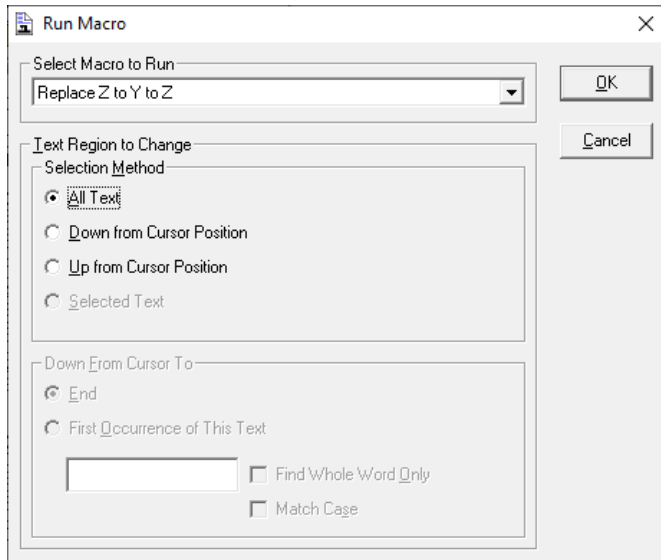 Run Macro
Select Macro to Run
Replace Z to Y to Z
OK
Cancel
Text Region to Change
Selection Method
All Text
Down from Cursor Position
Up from Cursor Position
Selected Text
Down From Cursor To
End
First Occurrence of This Text
Find Whole Word Only
Match Case